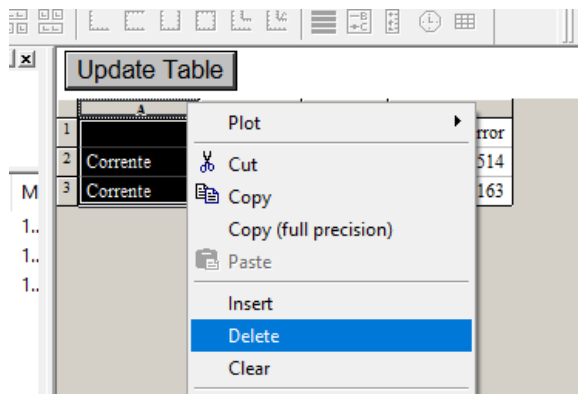 Update Table
A
1 rror
2 Corrente 514
3 Corrente 163
M
1..
1..
1..
Plot
Cut
Copy
Copy (full precision)
Paste
Insert
Delete
Clear